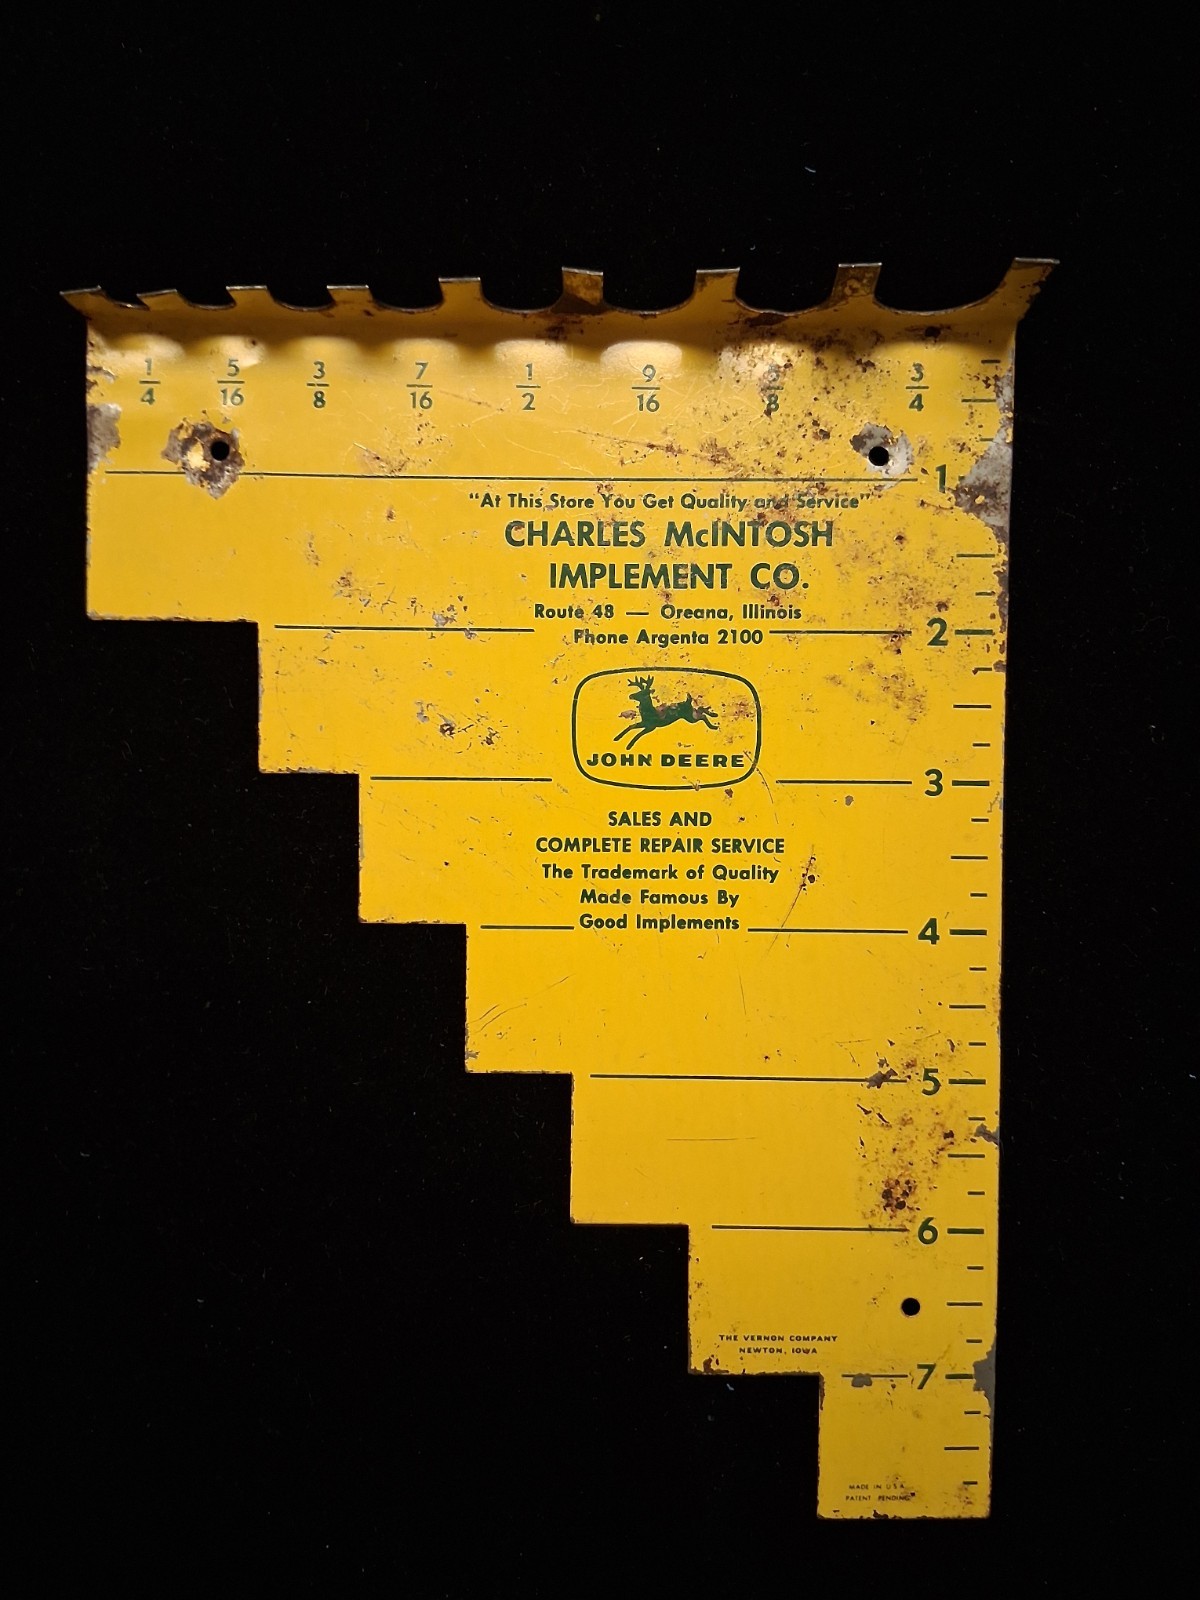 1/4 5/16 3/8 7/16 1/2 9/16 5/8 3/4
1
"At This Store You Get Quality and Service"
CHARLES McINTOSH
IMPLEMENT CO.
Route 48 — Oreana, Illinois
Phone Argenta 2100
2
JOHN DEERE
3
SALES AND
COMPLETE REPAIR SERVICE
The Trademark of Quality
Made Famous By
Good Implements
4
5
6
THE VERNON COMPANY
NEWTON, IOWA
7
MADE IN U.S.A.
PATENT PENDING